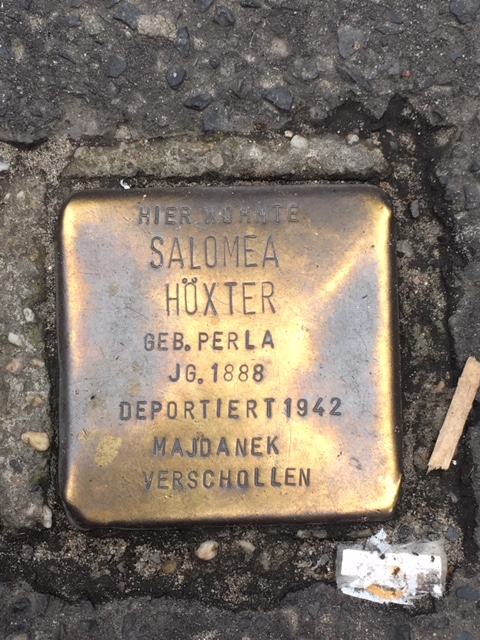 HIER WOHNTE
SALOMEA
HÖXTER
GEB. PERLA
JG. 1888
DEPORTIERT 1942
MAJDANEK
VERSCHOLLEN